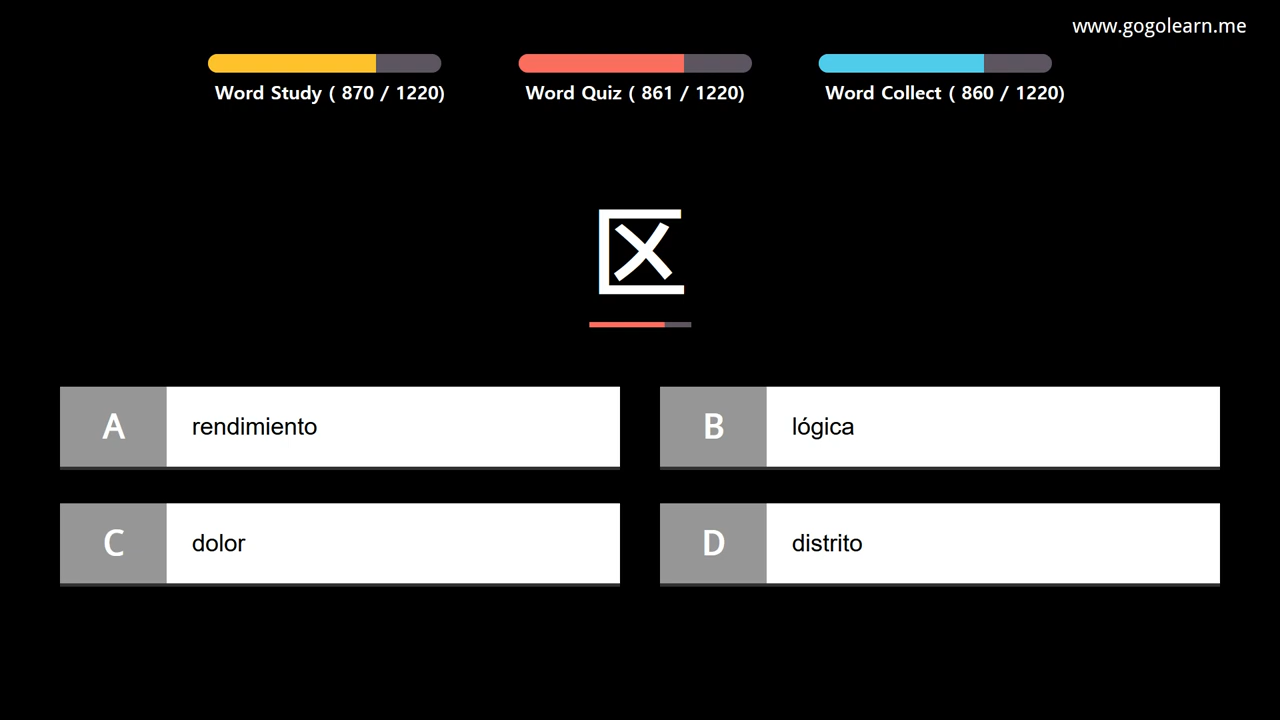 www.gogolearn.me
Word Study ( 870 / 1220)
Word Quiz ( 861 / 1220)
Word Collect ( 860 / 1220)
区
A rendimiento
B lógica
C dolor
D distrito